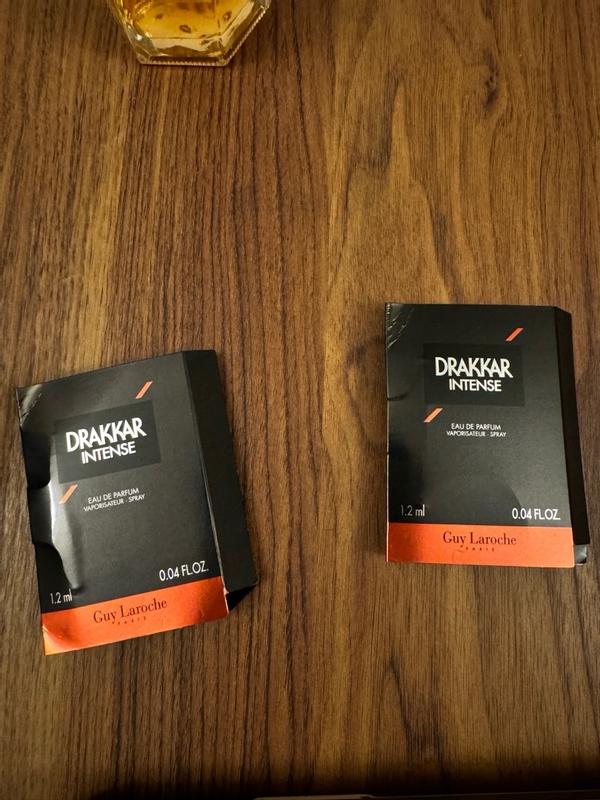 DRAKKAR
INTENSE
EAU DE PARFUM
VAPORISATEUR · SPRAY
1.2 ml
0.04 FL.OZ.
Guy Laroche
PARIS
DRAKKAR
INTENSE
EAU DE PARFUM
VAPORISATEUR · SPRAY
1.2 ml
0.04 FL.OZ.
Guy Laroche
PARIS